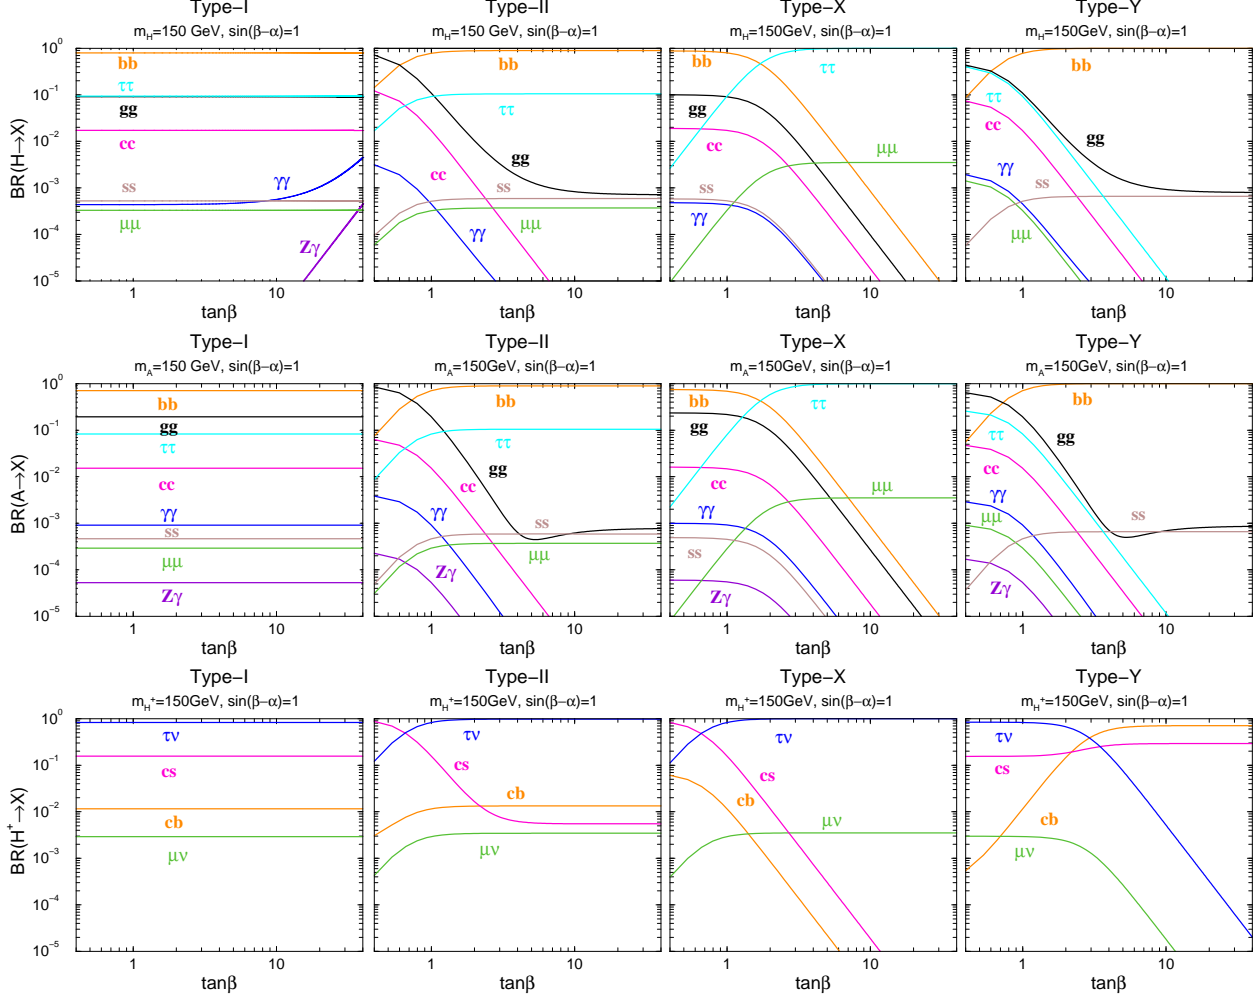 Type−I Type−II Type−X Type−Y
m_H=150 GeV, sin(β−α)=1 m_H=150 GeV, sin(β−α)=1 m_H=150GeV, sin(β−α)=1 m_H=150GeV, sin(β−α)=1
BR(H→X)
10^0
10^−1
10^−2
10^−3
10^−4
10^−5
bb ττ gg cc ss γγ μμ Zγ
bb ττ gg cc ss μμ γγ
bb ττ gg cc μμ ss γγ
bb ττ cc gg ss μμ γγ
1 10 1 10 1 10 1 10
tanβ tanβ tanβ tanβ
Type−I Type−II Type−X Type−Y
m_A=150 GeV, sin(β−α)=1 m_A=150GeV, sin(β−α)=1 m_A=150GeV, sin(β−α)=1 m_A=150GeV, sin(β−α)=1
BR(A→X)
10^0
10^−1
10^−2
10^−3
10^−4
10^−5
bb gg ττ cc γγ ss μμ Zγ
bb ττ gg cc γγ ss μμ Zγ
bb ττ gg cc μμ γγ ss Zγ
bb ττ gg cc γγ μμ ss Zγ
1 10 1 10 1 10 1 10
tanβ tanβ tanβ tanβ
Type−I Type−II Type−X Type−Y
m_H^+=150GeV, sin(β−α)=1 m_H^+=150GeV, sin(β−α)=1 m_H^+=150GeV, sin(β−α)=1 m_H^+=150GeV, sin(β−α)=1
BR(H^+→X)
10^0
10^−1
10^−2
10^−3
10^−4
10^−5
τν cs cb μν
τν cs cb μν
τν cs cb μν
τν cs cb μν
1 10 1 10 1 10 1 10
tanβ tanβ tanβ tanβ